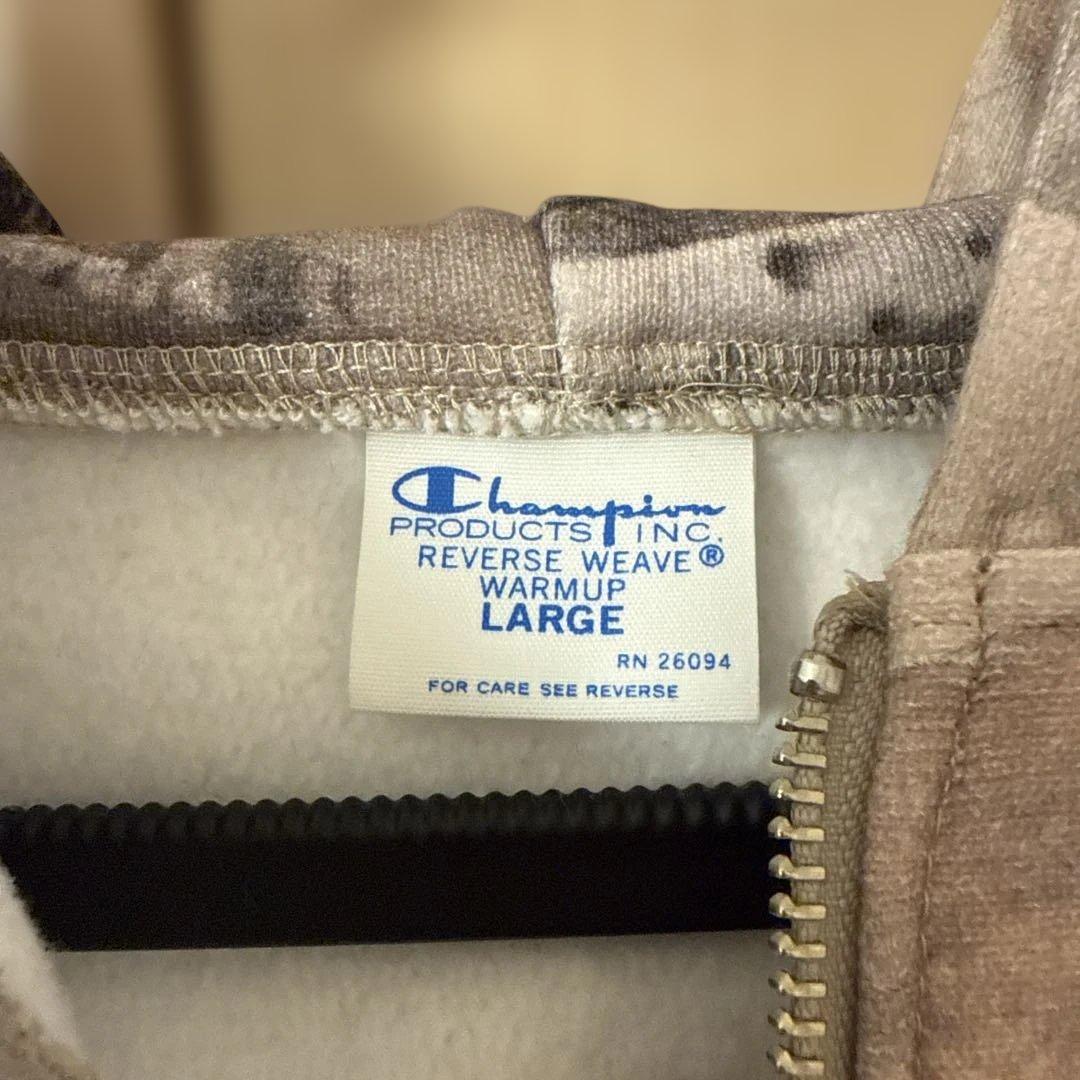 Champion
PRODUCTS INC.
REVERSE WEAVE®
WARMUP
LARGE
RN 26094
FOR CARE SEE REVERSE